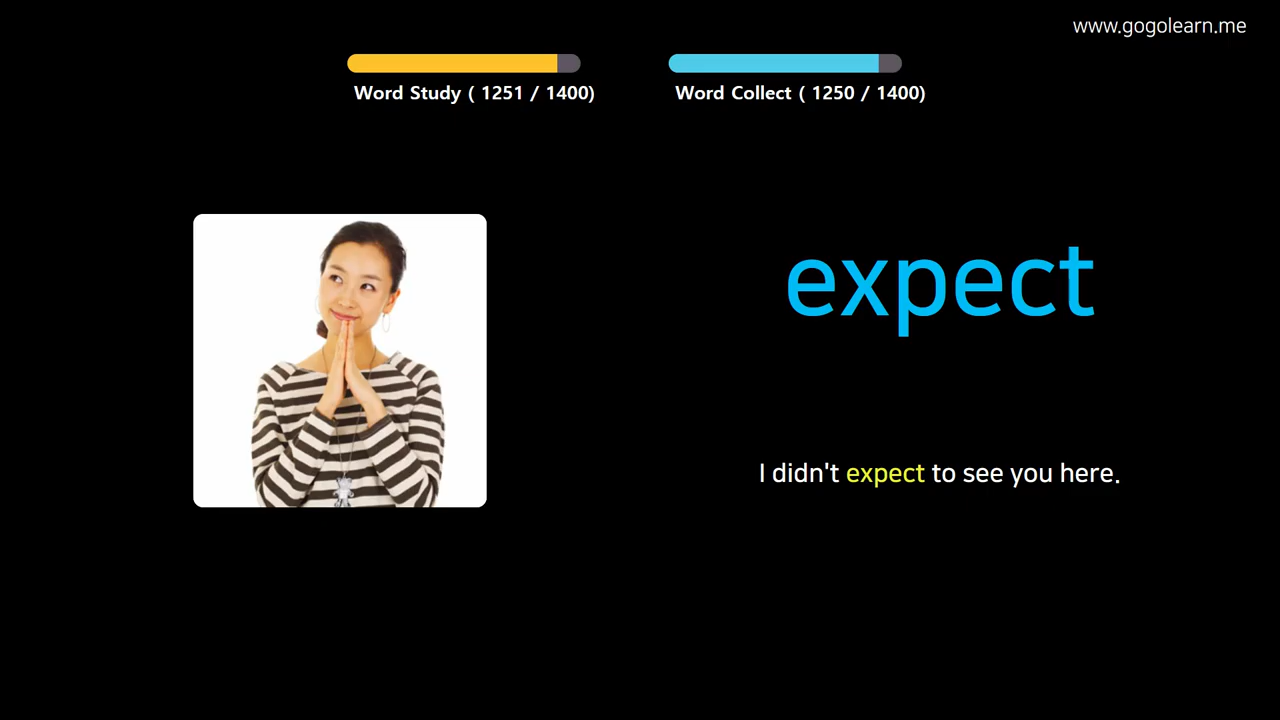 www.gogolearn.me
Word Study ( 1251 / 1400)
Word Collect ( 1250 / 1400)
expect
I didn't expect to see you here.